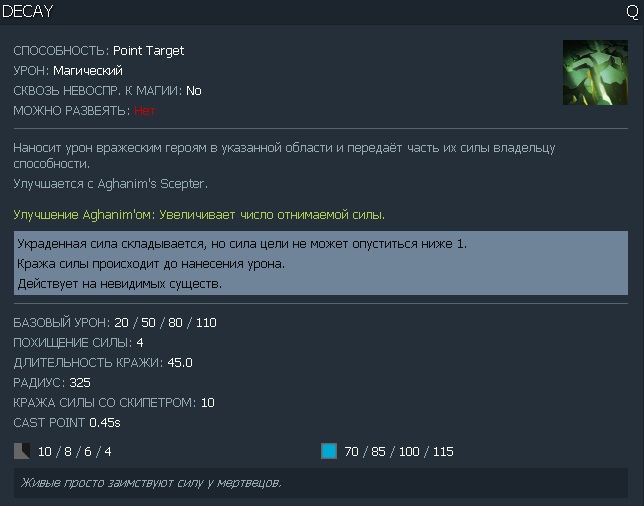 DECAY Q
СПОСОБНОСТЬ: Point Target
УРОН: Магический
СКВОЗЬ НЕВОСПР. К МАГИИ: No
МОЖНО РАЗВЕЯТЬ: Нет
Наносит урон вражеским героям в указанной области и передаёт часть их силы владельцу
способности.
Улучшается с Aghanim's Scepter.
Улучшение Aghanim'ом: Увеличивает число отнимаемой силы.
Украденная сила складывается, но сила цели не может опуститься ниже 1.
Кража силы происходит до нанесения урона.
Действует на невидимых существ.
БАЗОВЫЙ УРОН: 20 / 50 / 80 / 110
ПОХИЩЕНИЕ СИЛЫ: 4
ДЛИТЕЛЬНОСТЬ КРАЖИ: 45.0
РАДИУС: 325
КРАЖА СИЛЫ СО СКИПЕТРОМ: 10
CAST POINT 0.45s
10 / 8 / 6 / 4 70 / 85 / 100 / 115
Живые просто заимствуют силу у мертвецов.